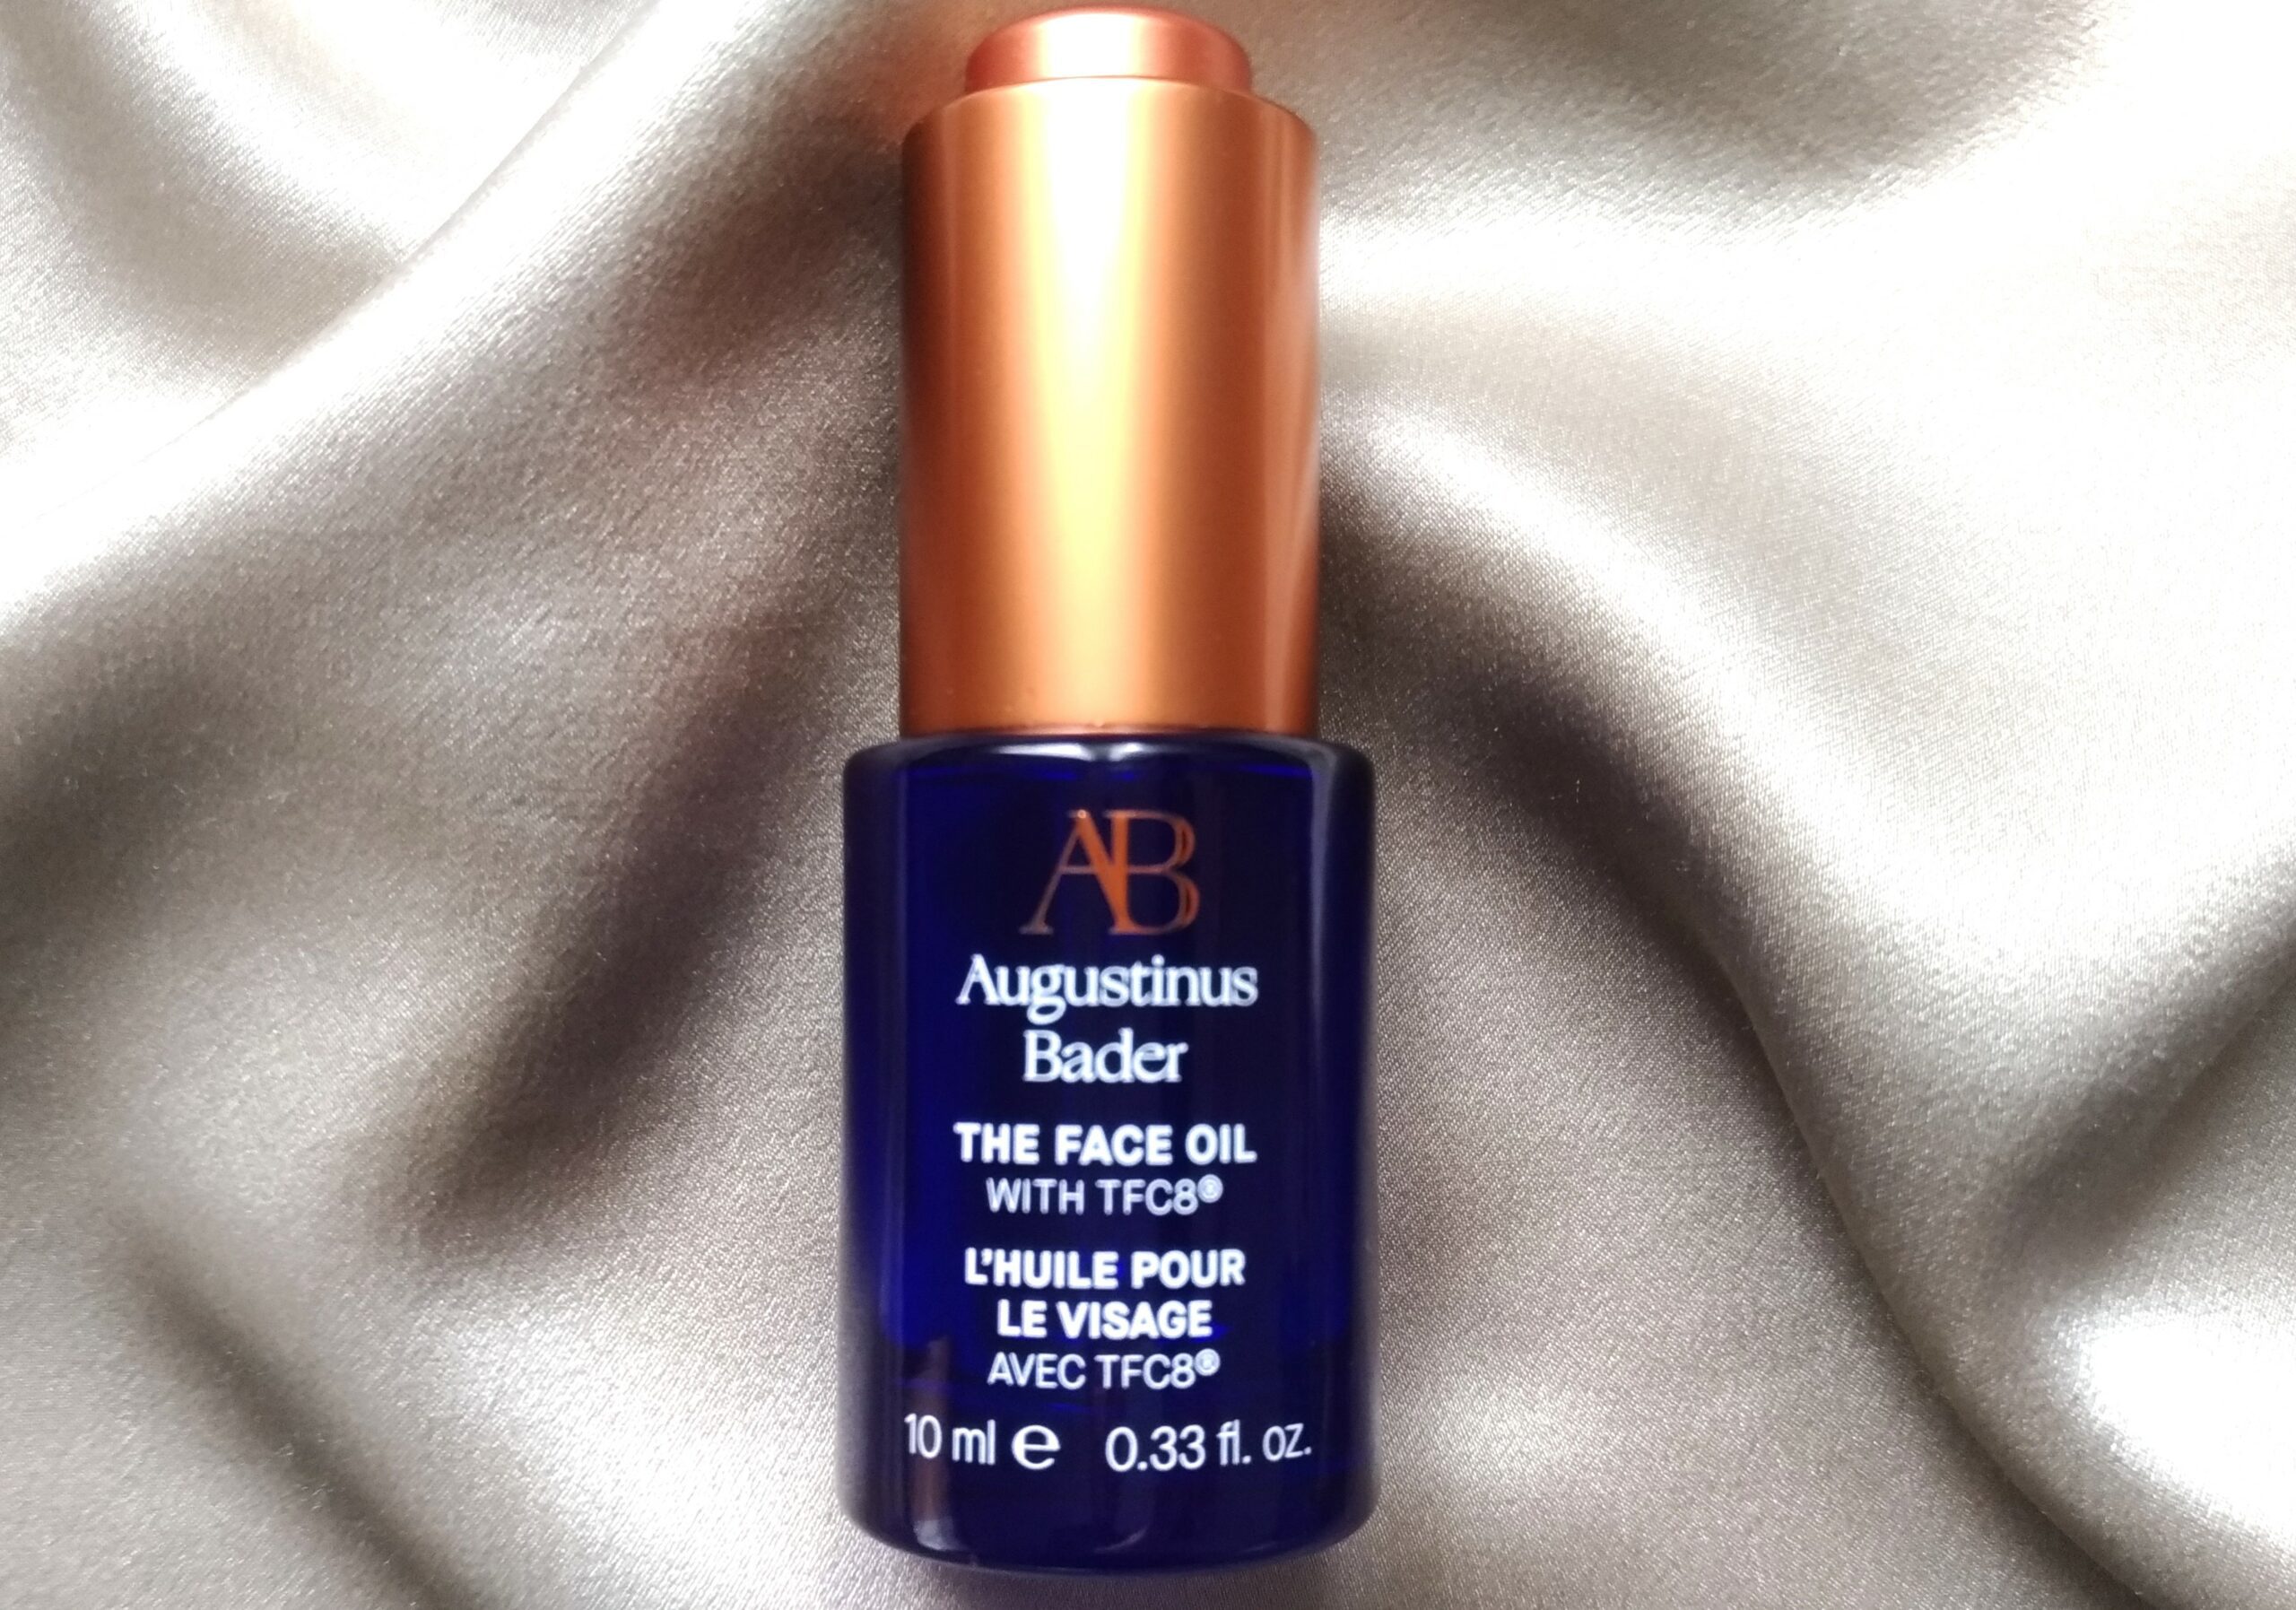 AB
Augustinus
Bader
THE FACE OIL
WITH TFC8®
L'HUILE POUR
LE VISAGE
AVEC TFC8®
10 ml e 0.33 fl. oz.